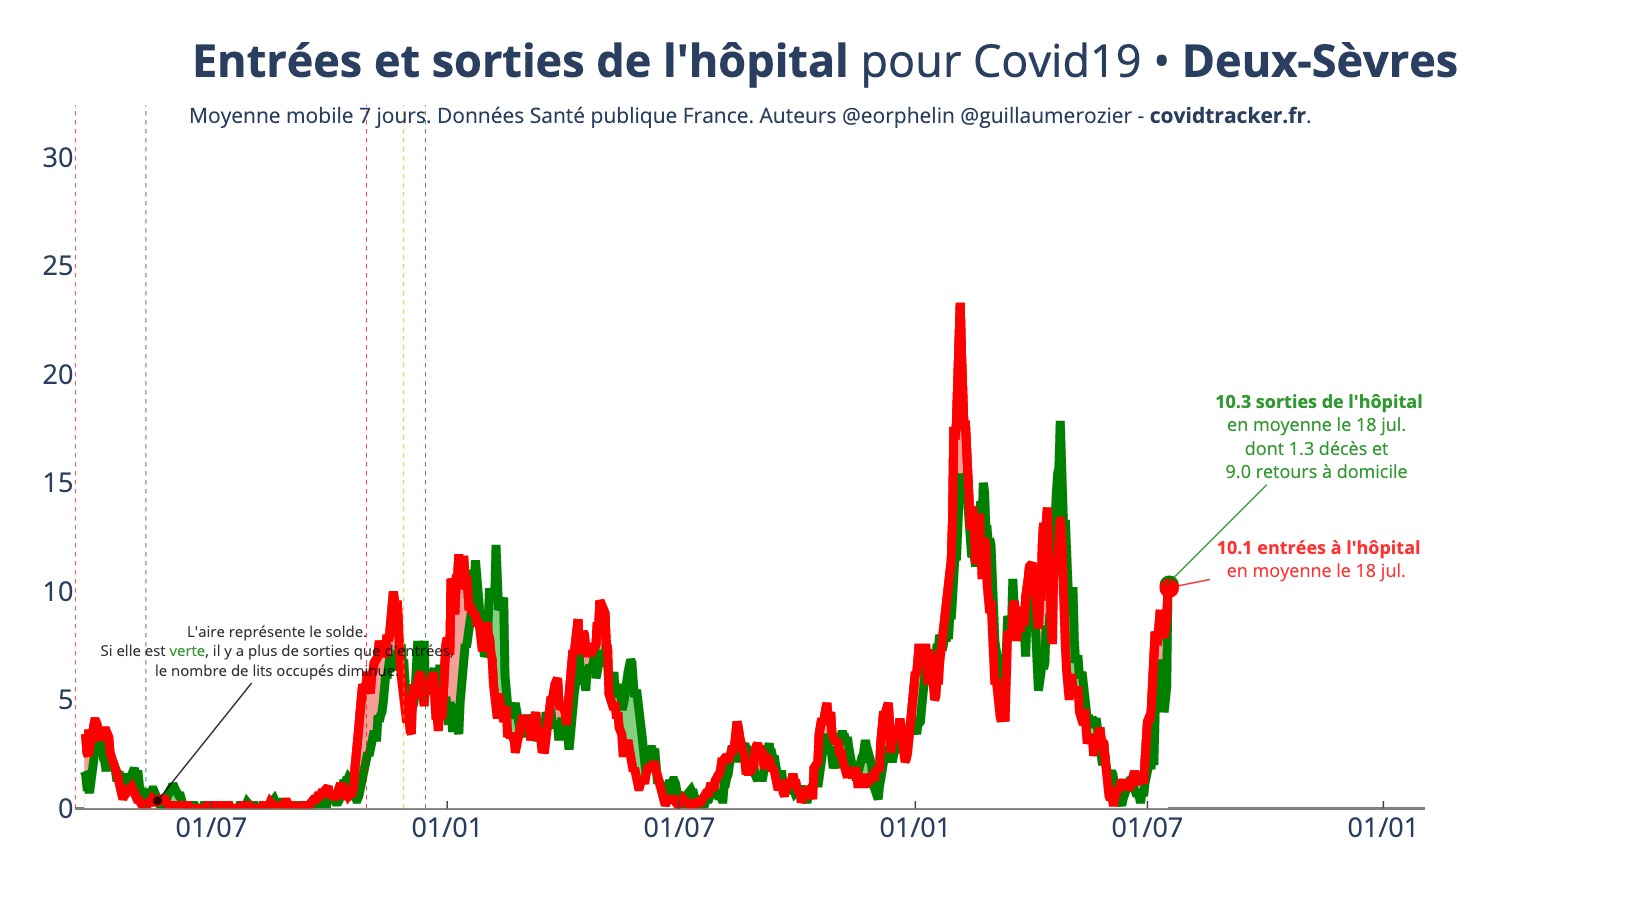 Entrées et sorties de l'hôpital pour Covid19 • Deux-Sèvres
Moyenne mobile 7 jours. Données Santé publique France. Auteurs @eorphelin @guillaumerozier - covidtracker.fr.
30
25
20
15
10
5
0
10.3 sorties de l'hôpital
en moyenne le 18 jul.
dont 1.3 décès et
9.0 retours à domicile
10.1 entrées à l'hôpital
en moyenne le 18 jul.
L'aire représente le solde.
Si elle est verte, il y a plus de sorties que d'entrées,
le nombre de lits occupés diminue.
01/07
01/01
01/07
01/01
01/07
01/01